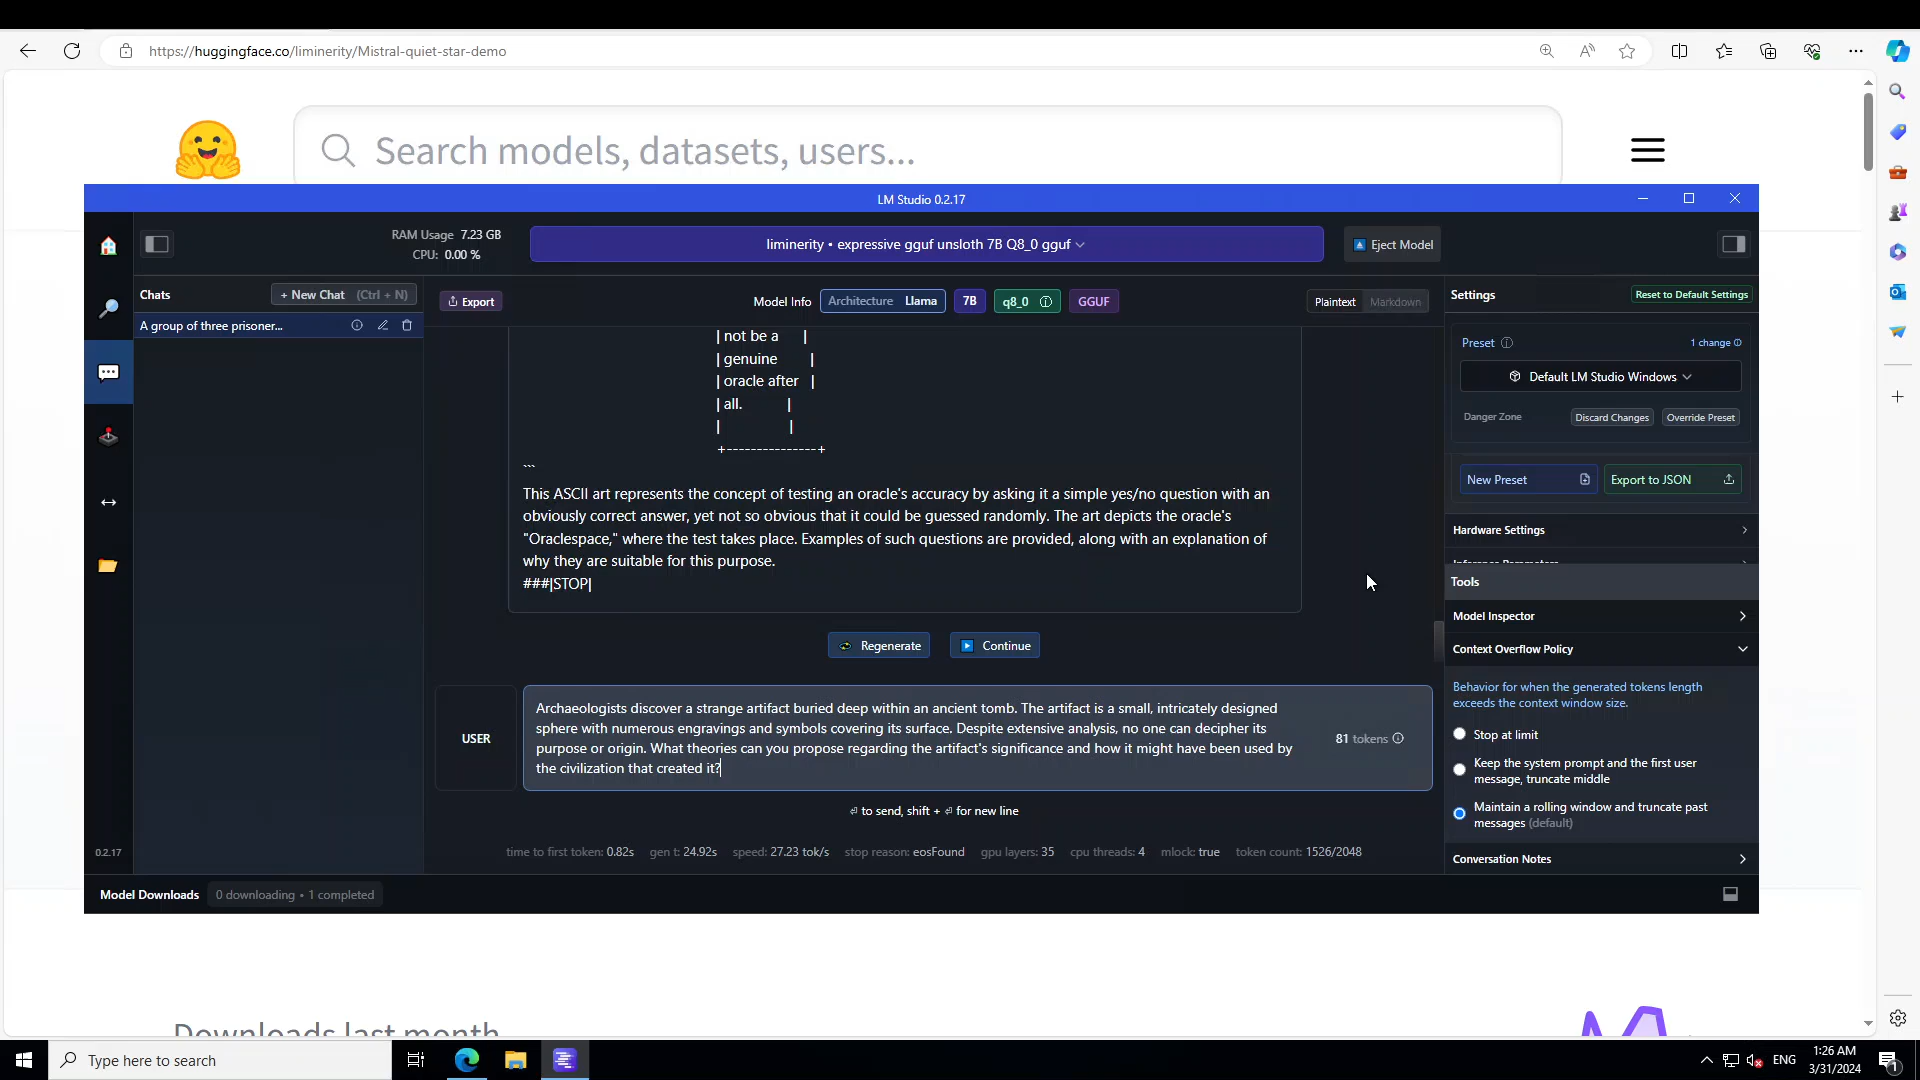 https://huggingface.co/liminerity/Mistral-quiet-star-demo
Search models, datasets, users...
LM Studio 0.2.17
RAM Usage 7.23 GB
CPU: 0.00 %
liminerity • expressive gguf unsloth 7B Q8_0 gguf
Eject Model
Chats
+ New Chat (Ctrl + N)
A group of three prisoner...
Export
Model Info Architecture Llama 7B q8_0 GGUF
Plaintext Markdown
| not be a |
| genuine |
| oracle after |
| all. |
| |
+---------------+
```
This ASCII art represents the concept of testing an oracle's accuracy by asking it a simple yes/no question with an
obviously correct answer, yet not so obvious that it could be guessed randomly. The art depicts the oracle's
"Oraclespace," where the test takes place. Examples of such questions are provided, along with an explanation of
why they are suitable for this purpose.
###|STOP|
Regenerate
Continue
USER
Archaeologists discover a strange artifact buried deep within an ancient tomb. The artifact is a small, intricately designed
sphere with numerous engravings and symbols covering its surface. Despite extensive analysis, no one can decipher its
purpose or origin. What theories can you propose regarding the artifact's significance and how it might have been used by
the civilization that created it?
81 tokens
⏎ to send, shift + ⏎ for new line
time to first token: 0.82s gen t: 24.92s speed: 27.23 tok/s stop reason: eosFound gpu layers: 35 cpu threads: 4 mlock: true token count: 1526/2048
0.2.17
Model Downloads 0 downloading • 1 completed
Settings
Reset to Default Settings
Preset
1 change
Default LM Studio Windows
Danger Zone
Discard Changes
Override Preset
New Preset
Export to JSON
Hardware Settings
Inference Parameters
Tools
Model Inspector
Context Overflow Policy
Behavior for when the generated tokens length
exceeds the context window size.
Stop at limit
Keep the system prompt and the first user
message, truncate middle
Maintain a rolling window and truncate past
messages (default)
Conversation Notes
Downloads last month
Type here to search
ENG
1:26 AM
3/31/2024
1